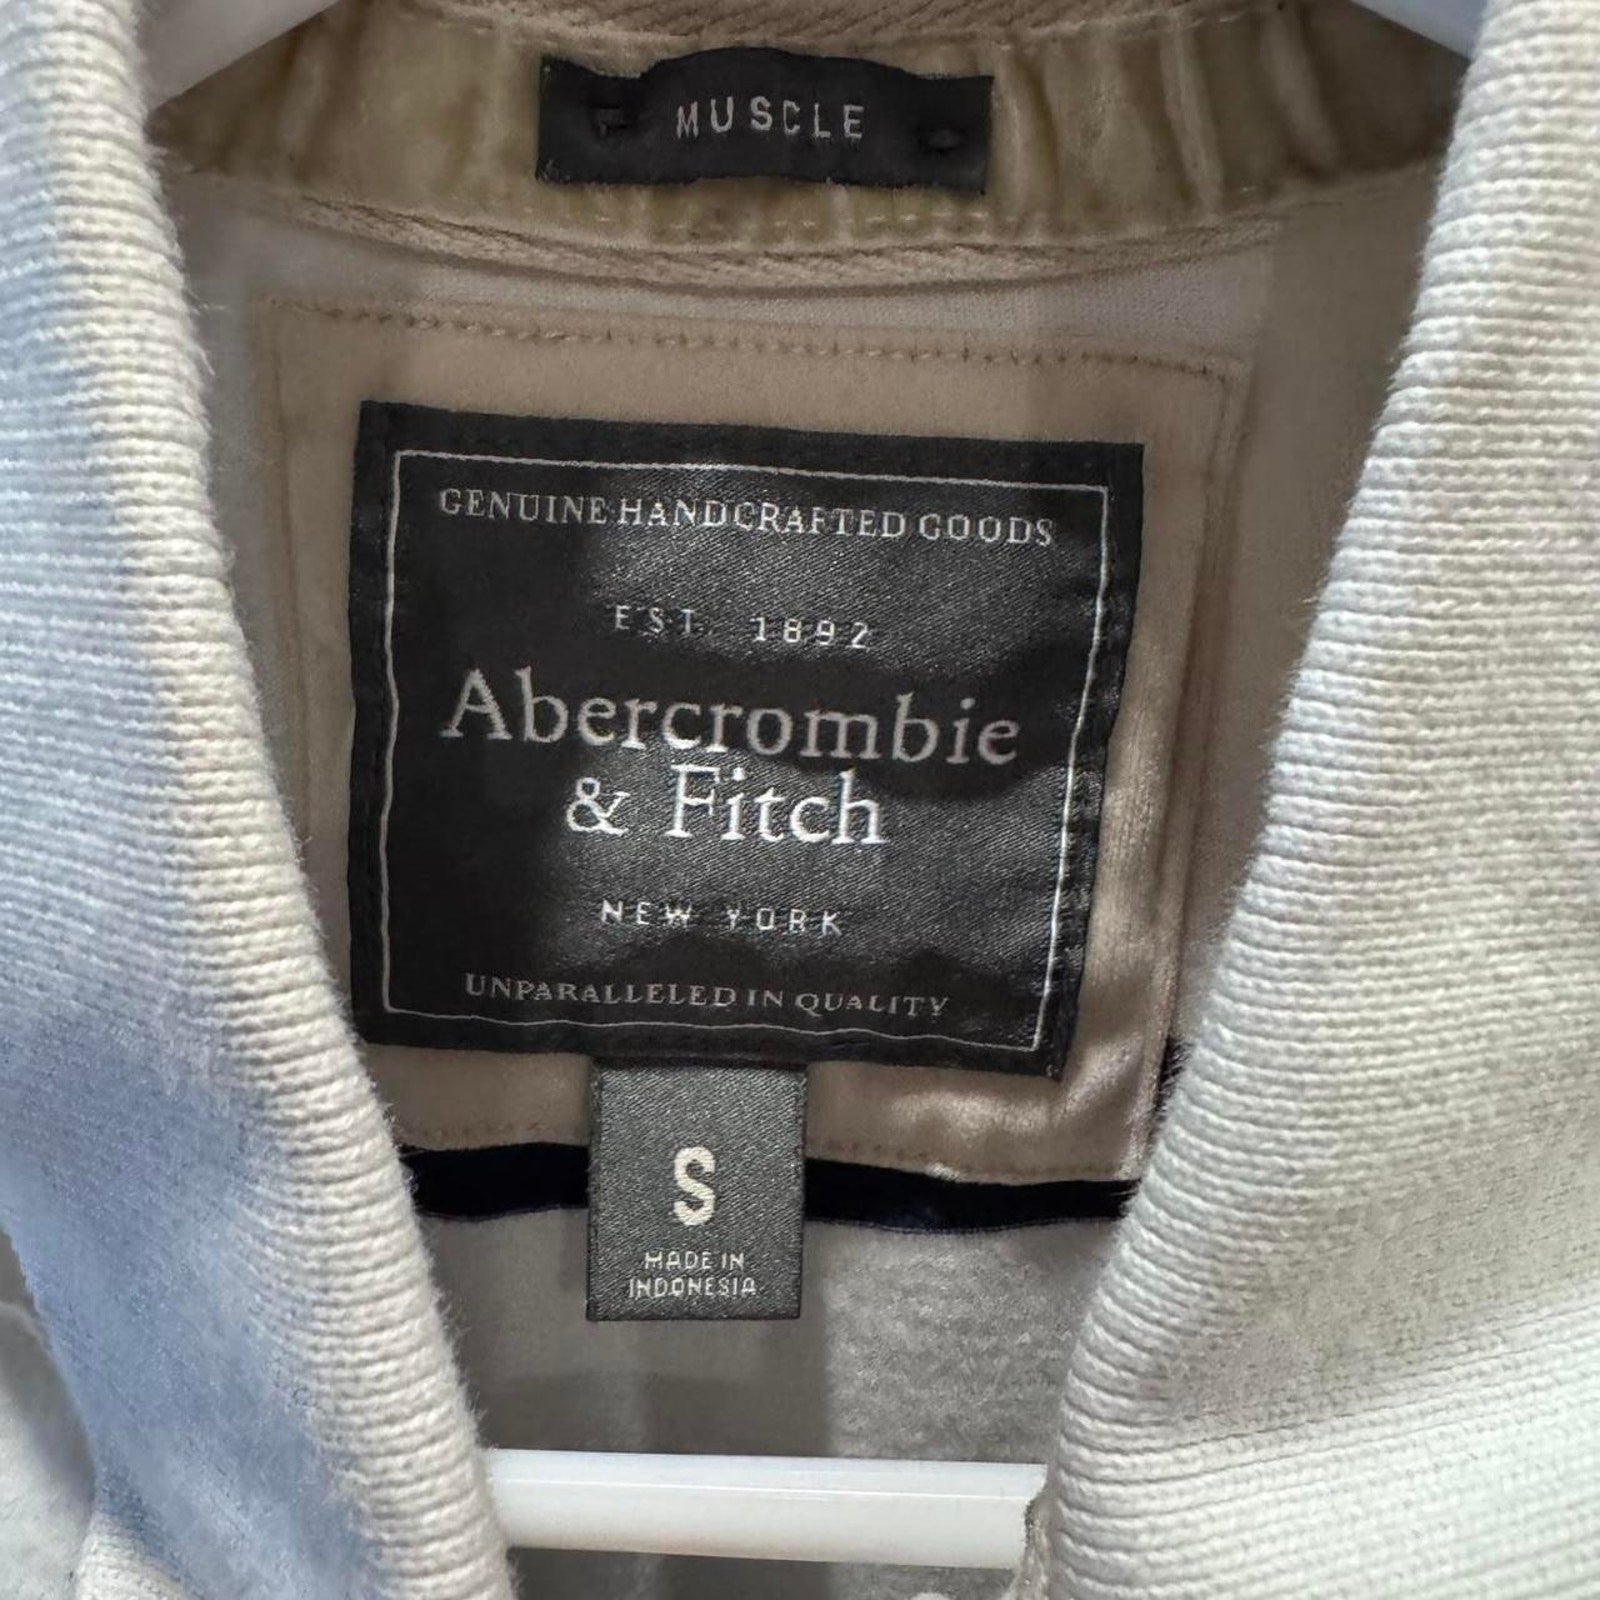 MUSCLE
GENUINE HANDCRAFTED GOODS
EST. 1892
Abercrombie
& Fitch
NEW YORK
UNPARALLELED IN QUALITY
S
MADE IN
INDONESIA